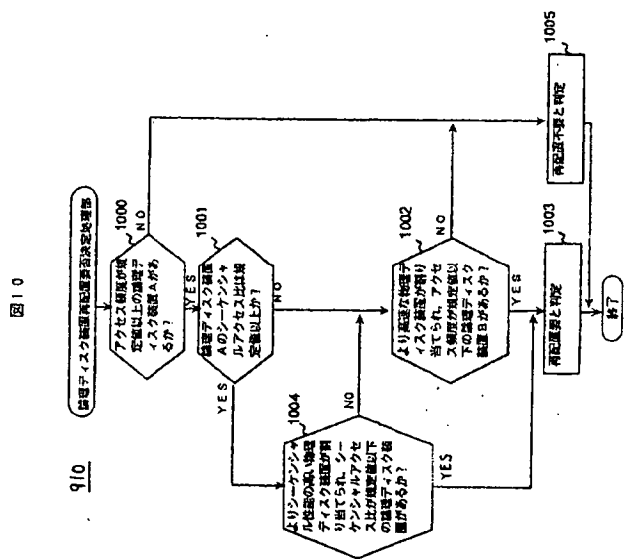 図10
910
論理ディスク装置再配置要否決定処理部
1000
アクセス頻度が規
定値以上の論理デ
ィスク装置Aがあ
るか?
NO
YES
1001
論理ディスク装置
Aのシーケンシャ
ルアクセス比は規
定値以上か?
YES
NO
1004
よりシーケンシャ
ル性能の高い物理
ディスク装置が割
り当てられ、シー
ケンシャルアクセ
ス比が規定値以下
の論理ディスク装
置があるか?
NO
YES
1002
より高速な物理デ
ィスク装置が割り
当てられ、アクセ
ス頻度が規定値以
下の論理ディスク
装置Bがあるか?
NO
YES
1003
再配置要と判定
1005
再配置不要と判定
終了